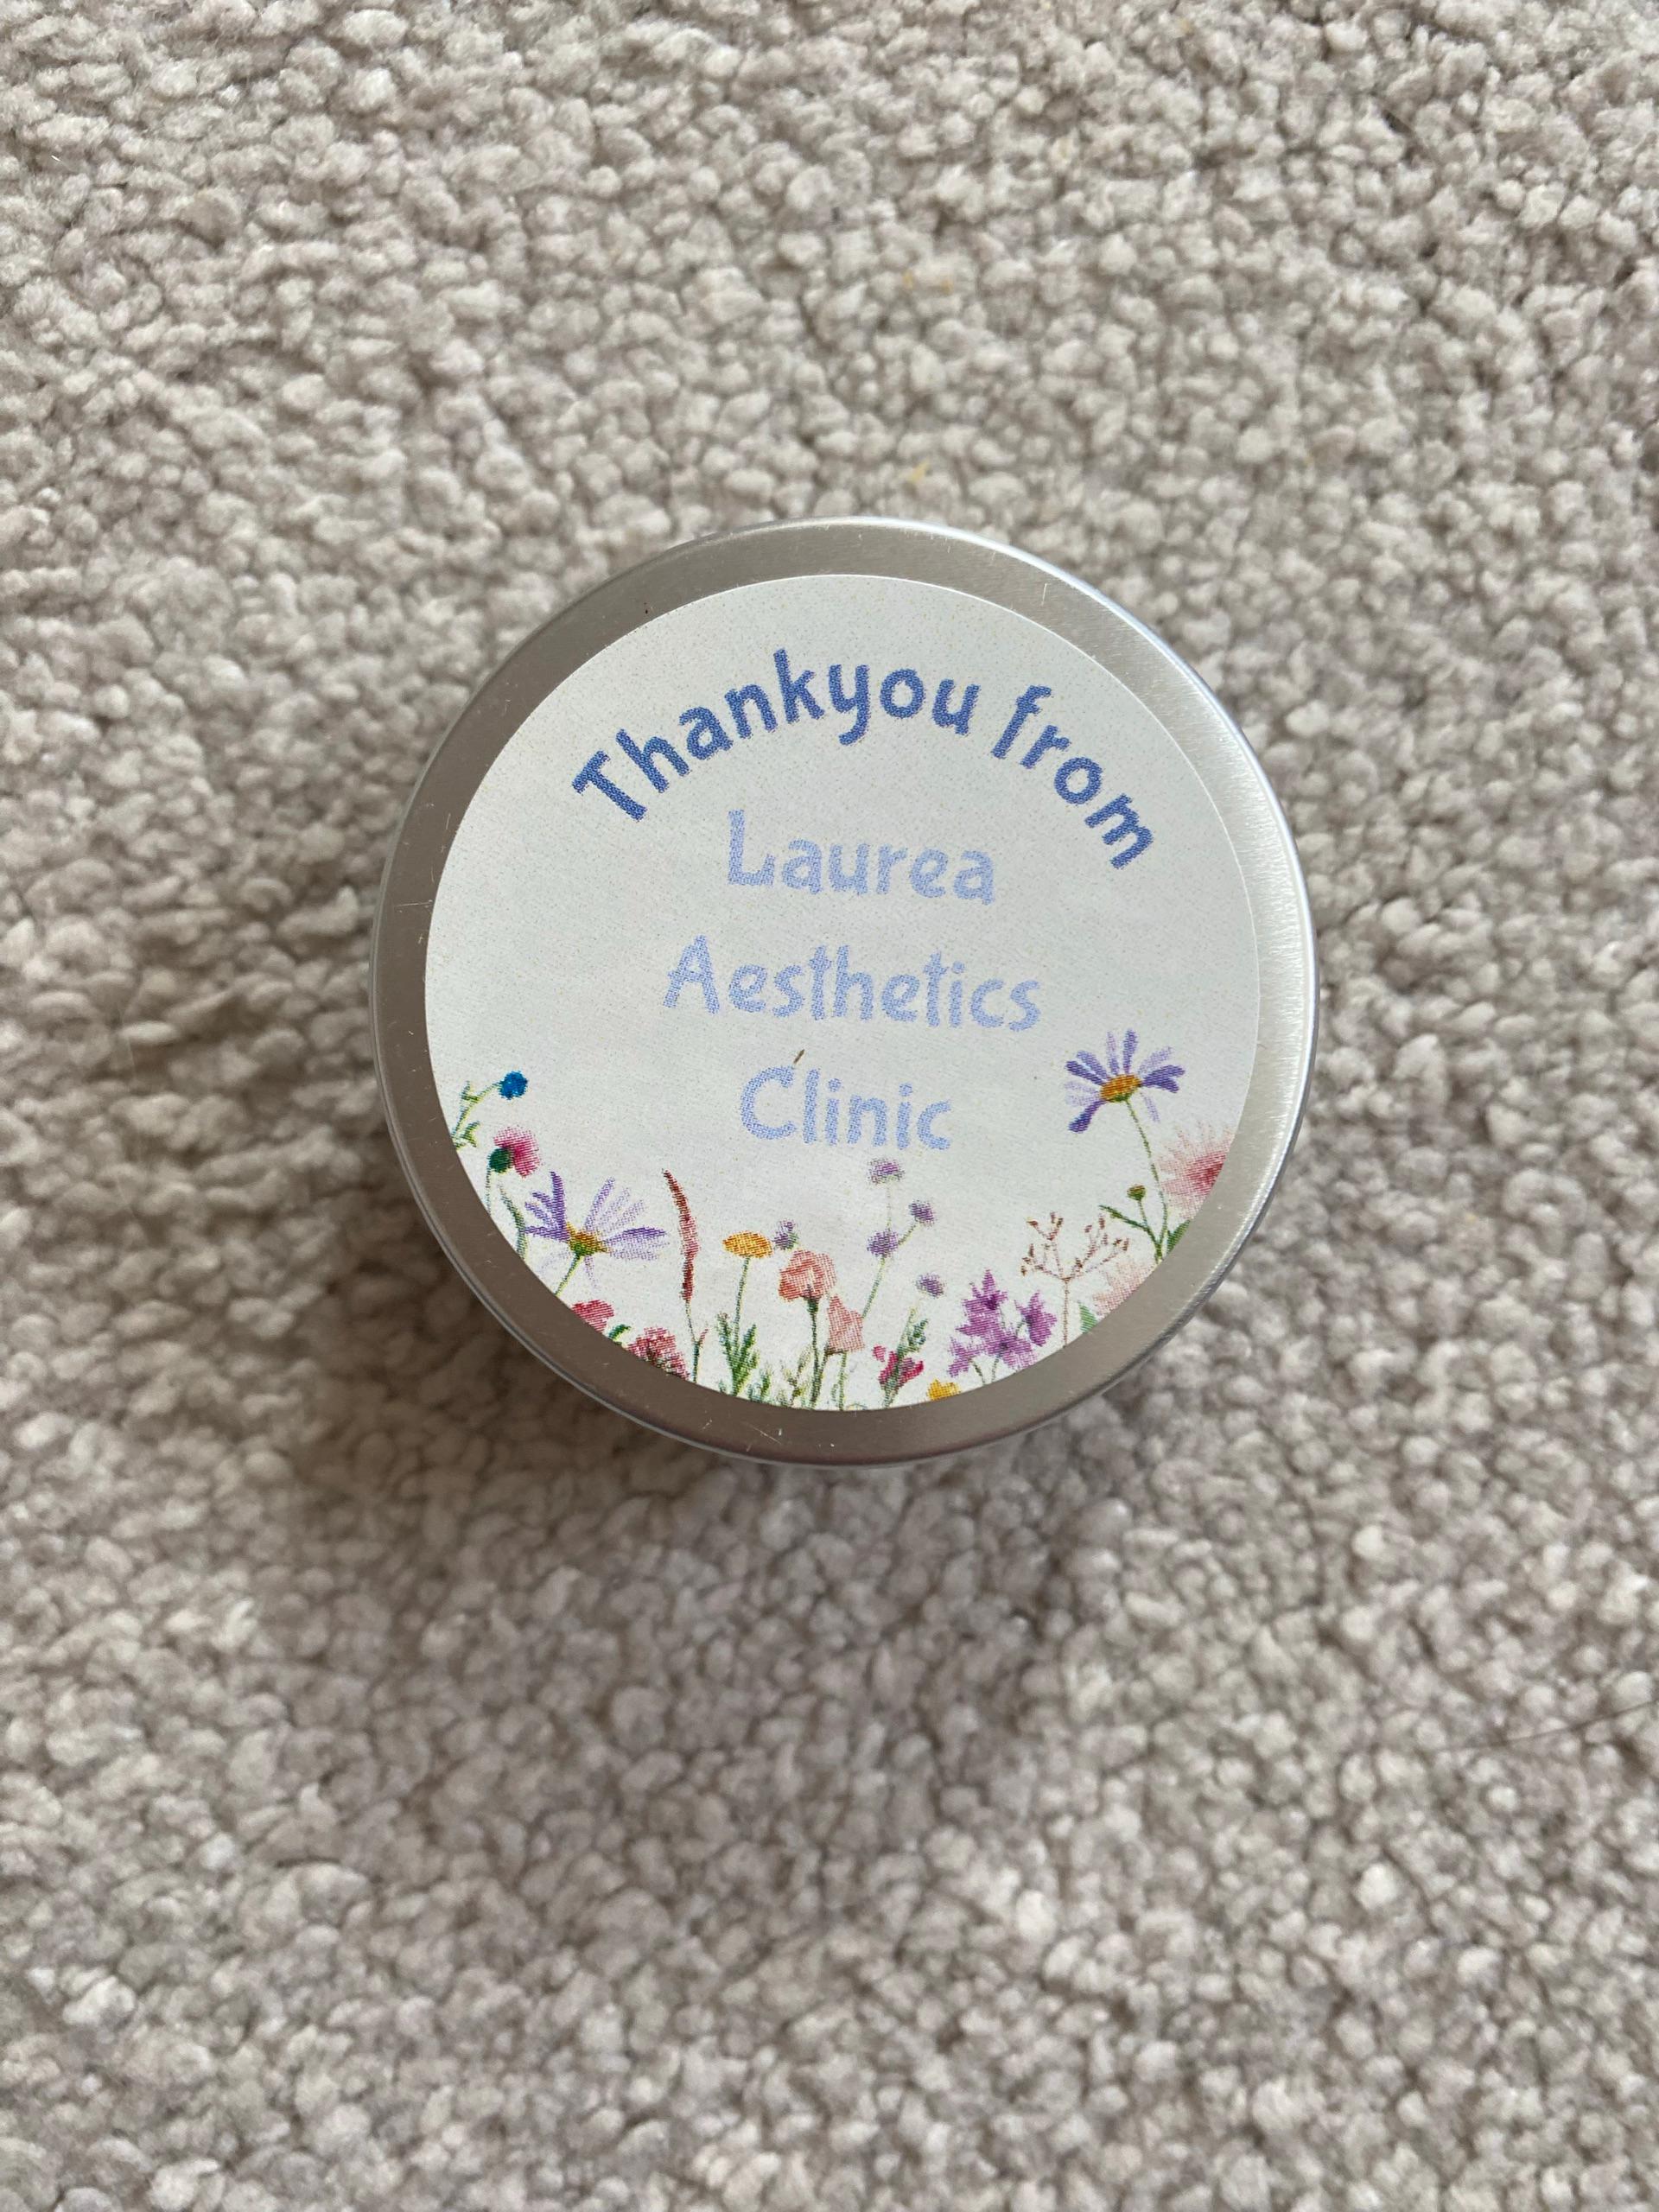 Thankyou from
Laurea
Aesthetics
Clinic